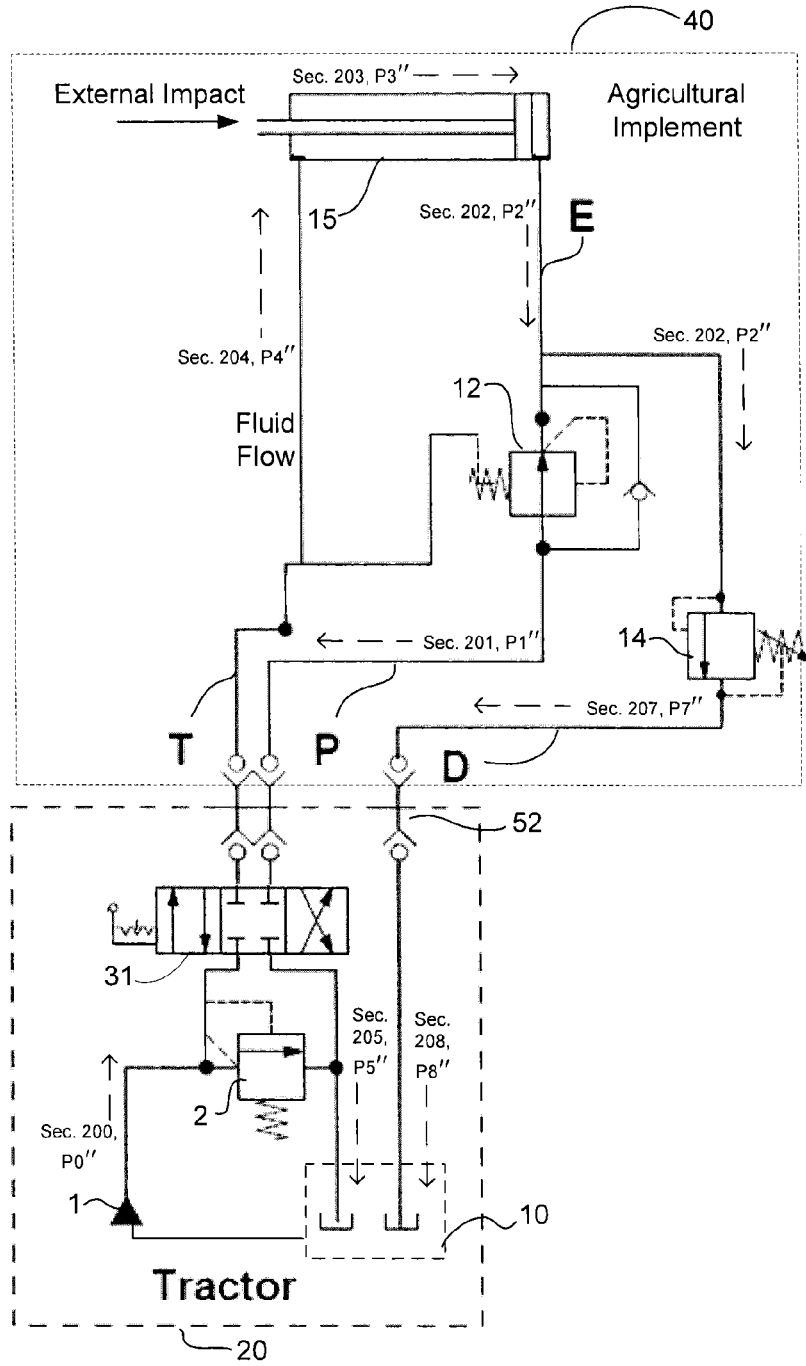 40
Sec. 203, P3″
External Impact
Agricultural
Implement
15
Sec. 202, P2″
E
Sec. 202, P2″
Sec. 204, P4″
12
Fluid
Flow
14
Sec. 201, P1″
Sec. 207, P7″
T
P
D
52
31
Sec.
205,
P5″
Sec.
208,
P8″
2
Sec. 200,
P0″
1
10
Tractor
20